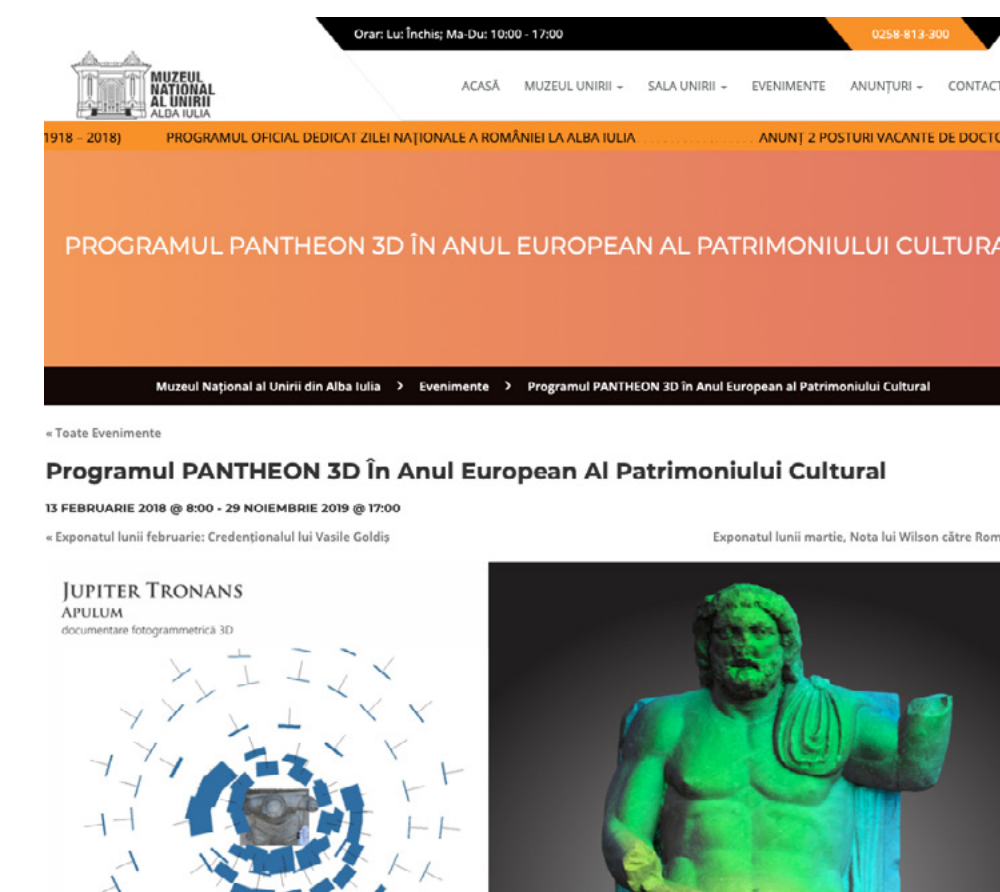 Orar: Lu: Închis; Ma-Du: 10:00 - 17:00
0258-813-300
MUZEUL
NAȚIONAL
AL UNIRII
ALBA IULIA
ACASĂ MUZEUL UNIRII SALA UNIRII EVENIMENTE ANUNȚURI CONTACT
1918 – 2018) PROGRAMUL OFICIAL DEDICAT ZILEI NAȚIONALE A ROMÂNIEI LA ALBA IULIA ..................... ANUNȚ 2 POSTURI VACANTE DE DOCTO
PROGRAMUL PANTHEON 3D ÎN ANUL EUROPEAN AL PATRIMONIULUI CULTURA
Muzeul Național al Unirii din Alba Iulia > Evenimente > Programul PANTHEON 3D în Anul European al Patrimoniului Cultural
« Toate Evenimente
Programul PANTHEON 3D În Anul European Al Patrimoniului Cultural
13 FEBRUARIE 2018 @ 8:00 - 29 NOIEMBRIE 2019 @ 17:00
« Exponatul lunii februarie: Credenționalul lui Vasile Goldiș Exponatul lunii martie, Nota lui Wilson către Rom
JUPITER TRONANS
APULUM
documentare fotogrammetrică 3D